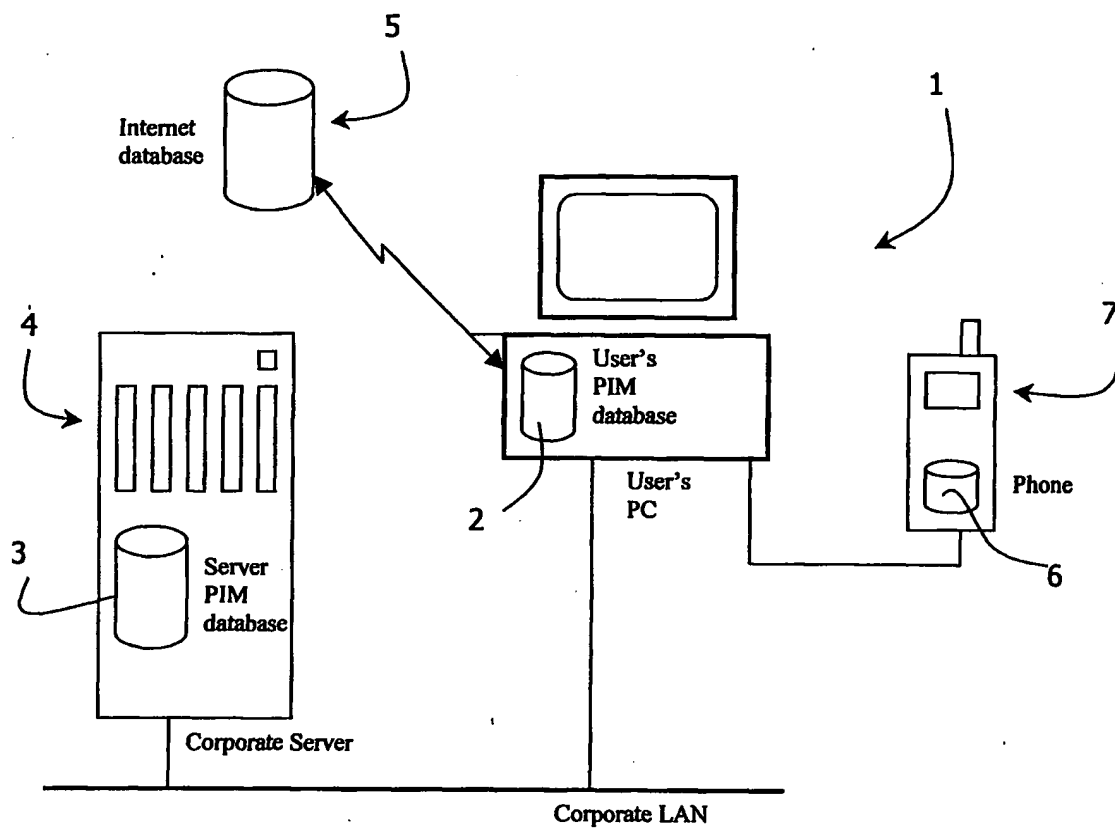 5
1
Internet
database
4
7
User's
PIM
database
2
User's
PC
Phone
3
Server
PIM
database
6
Corporate Server
Corporate LAN